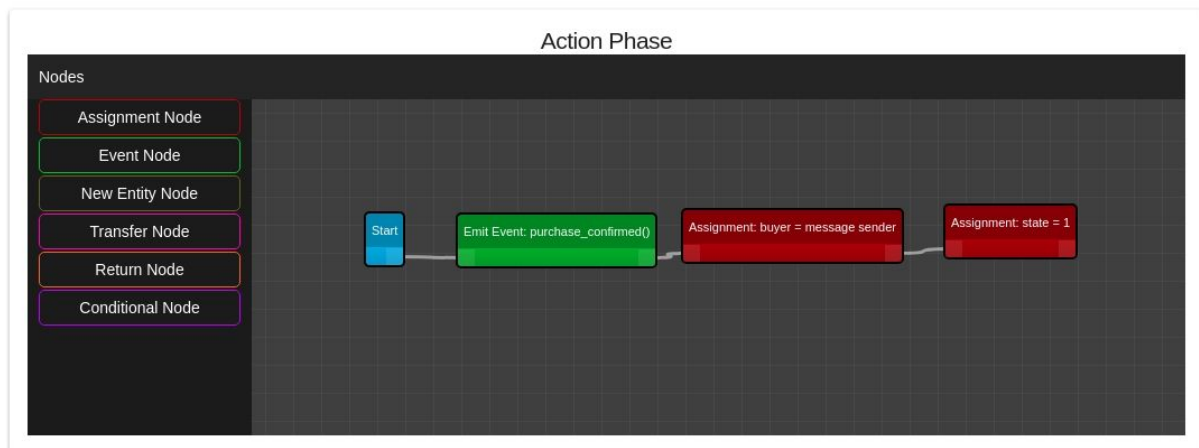 Action Phase
Nodes
Assignment Node
Event Node
New Entity Node
Transfer Node
Return Node
Conditional Node
Start
Emit Event: purchase_confirmed()
Assignment: buyer = message sender
Assignment: state = 1